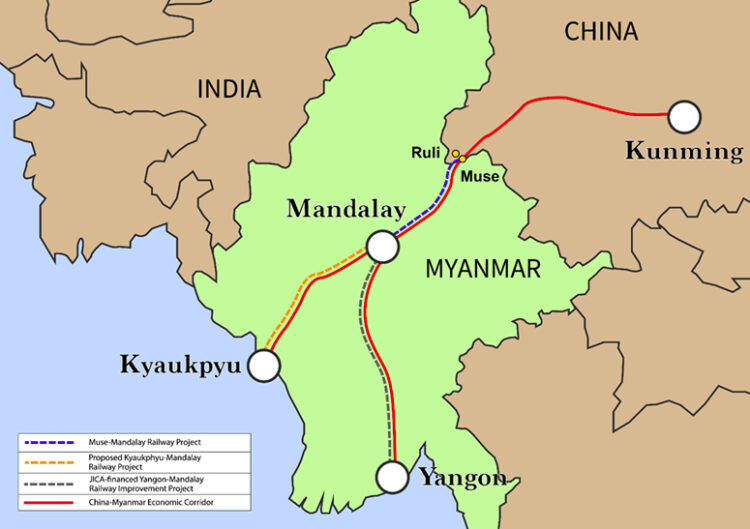 CHINA
INDIA
Kunming
Ruli
Muse
Mandalay
MYANMAR
Kyaukpyu
Yangon
Muse-Mandalay Railway Project
Proposed Kyaukphyu-Mandalay
Railway Project
JICA-financed Yangon-Mandalay
Railway Improvement Project
China-Myanmar Economic Corridor